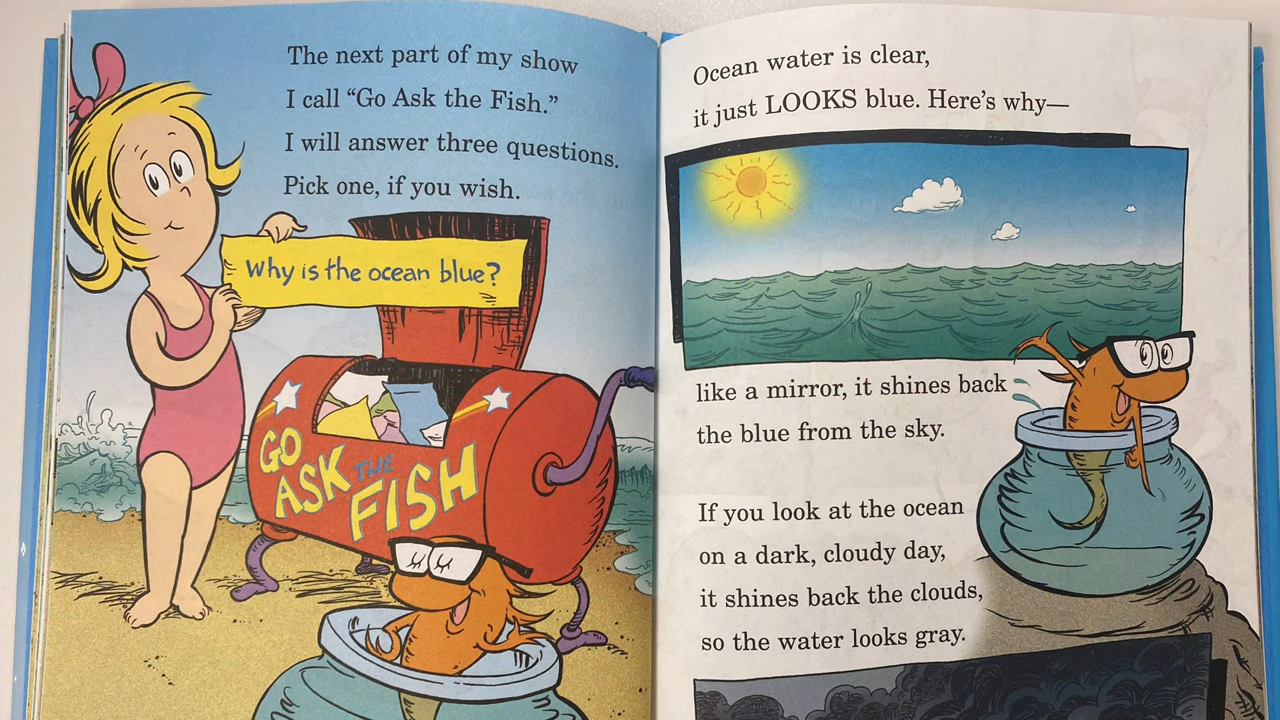 The next part of my show
I call “Go Ask the Fish.”
I will answer three questions.
Pick one, if you wish.
Why is the ocean blue?
GO
ASK THE
FISH
Ocean water is clear,
it just LOOKS blue. Here’s why—
like a mirror, it shines back
the blue from the sky.
If you look at the ocean
on a dark, cloudy day,
it shines back the clouds,
so the water looks gray.